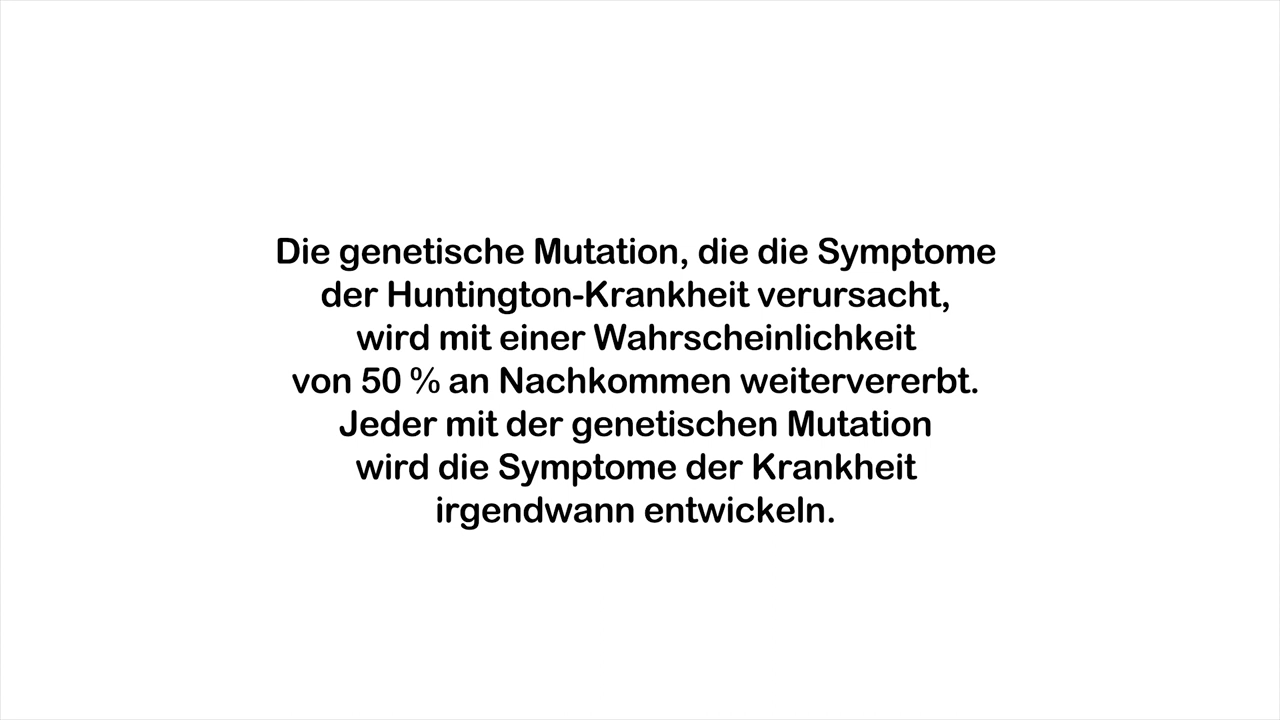 Die genetische Mutation, die die Symptome
der Huntington-Krankheit verursacht,
wird mit einer Wahrscheinlichkeit
von 50 % an Nachkommen weitervererbt.
Jeder mit der genetischen Mutation
wird die Symptome der Krankheit
irgendwann entwickeln.